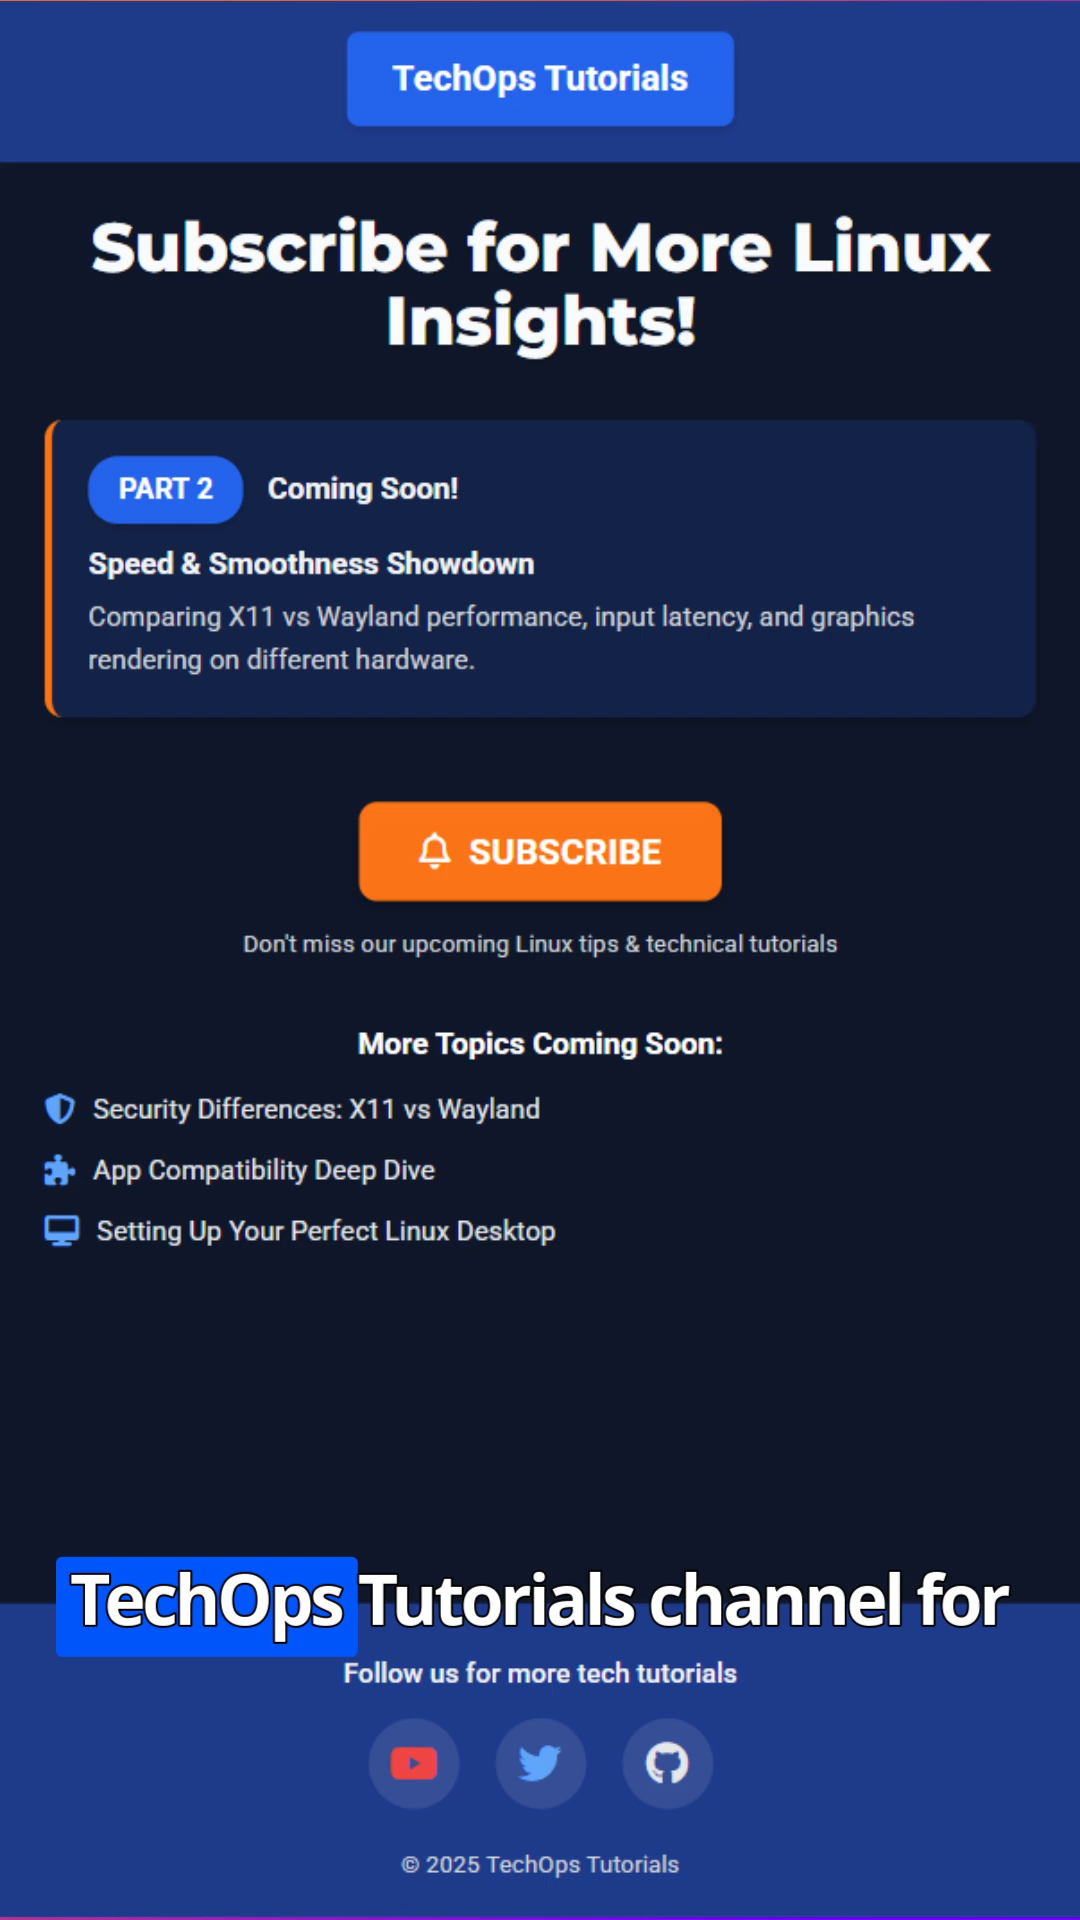 TechOps Tutorials
Subscribe for More Linux
Insights!
PART 2 Coming Soon!
Speed & Smoothness Showdown
Comparing X11 vs Wayland performance, input latency, and graphics
rendering on different hardware.
SUBSCRIBE
Don't miss our upcoming Linux tips & technical tutorials
More Topics Coming Soon:
Security Differences: X11 vs Wayland
App Compatibility Deep Dive
Setting Up Your Perfect Linux Desktop
TechOps Tutorials channel for
Follow us for more tech tutorials
© 2025 TechOps Tutorials